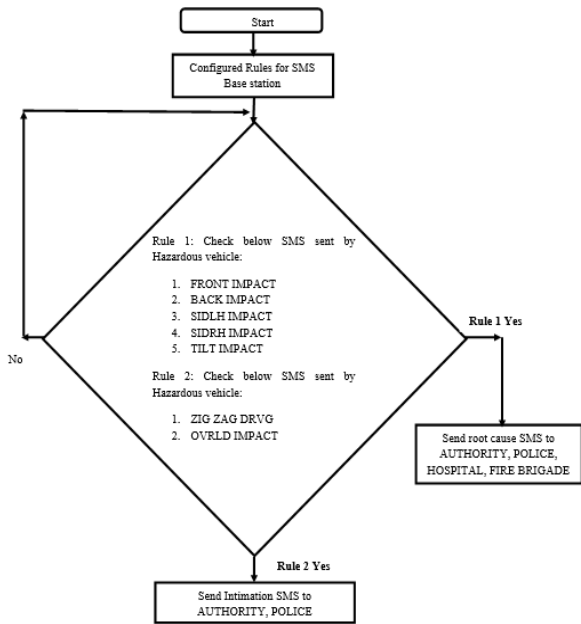 Start
Configured Rules for SMS
Base station
Rule 1: Check below SMS sent by
Hazardous vehicle:
1. FRONT IMPACT
2. BACK IMPACT
3. SIDLH IMPACT
4. SIDRH IMPACT
5. TILT IMPACT
Rule 2: Check below SMS sent by
Hazardous vehicle:
1. ZIG ZAG DRVG
2. OVRLD IMPACT
No
Rule 1 Yes
Send root cause SMS to
AUTHORITY, POLICE,
HOSPITAL, FIRE BRIGADE
Rule 2 Yes
Send Intimation SMS to
AUTHORITY, POLICE